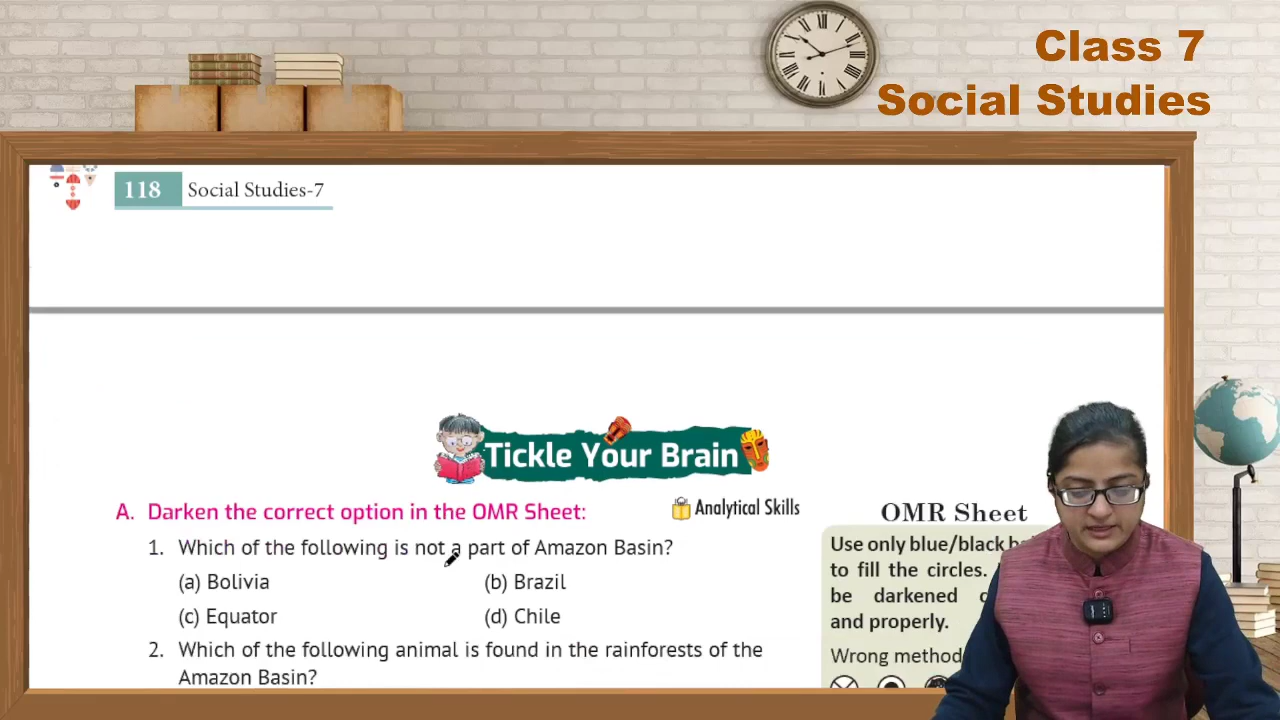 Class 7
Social Studies
118 Social Studies-7
Tickle Your Brain
A. Darken the correct option in the OMR Sheet:
Analytical Skills
1. Which of the following is not a part of Amazon Basin?
(a) Bolivia (b) Brazil
(c) Equator (d) Chile
2. Which of the following animal is found in the rainforests of the
Amazon Basin?
OMR Sheet
Use only blue/black
to fill the circles.
be darkened
and properly.
Wrong method